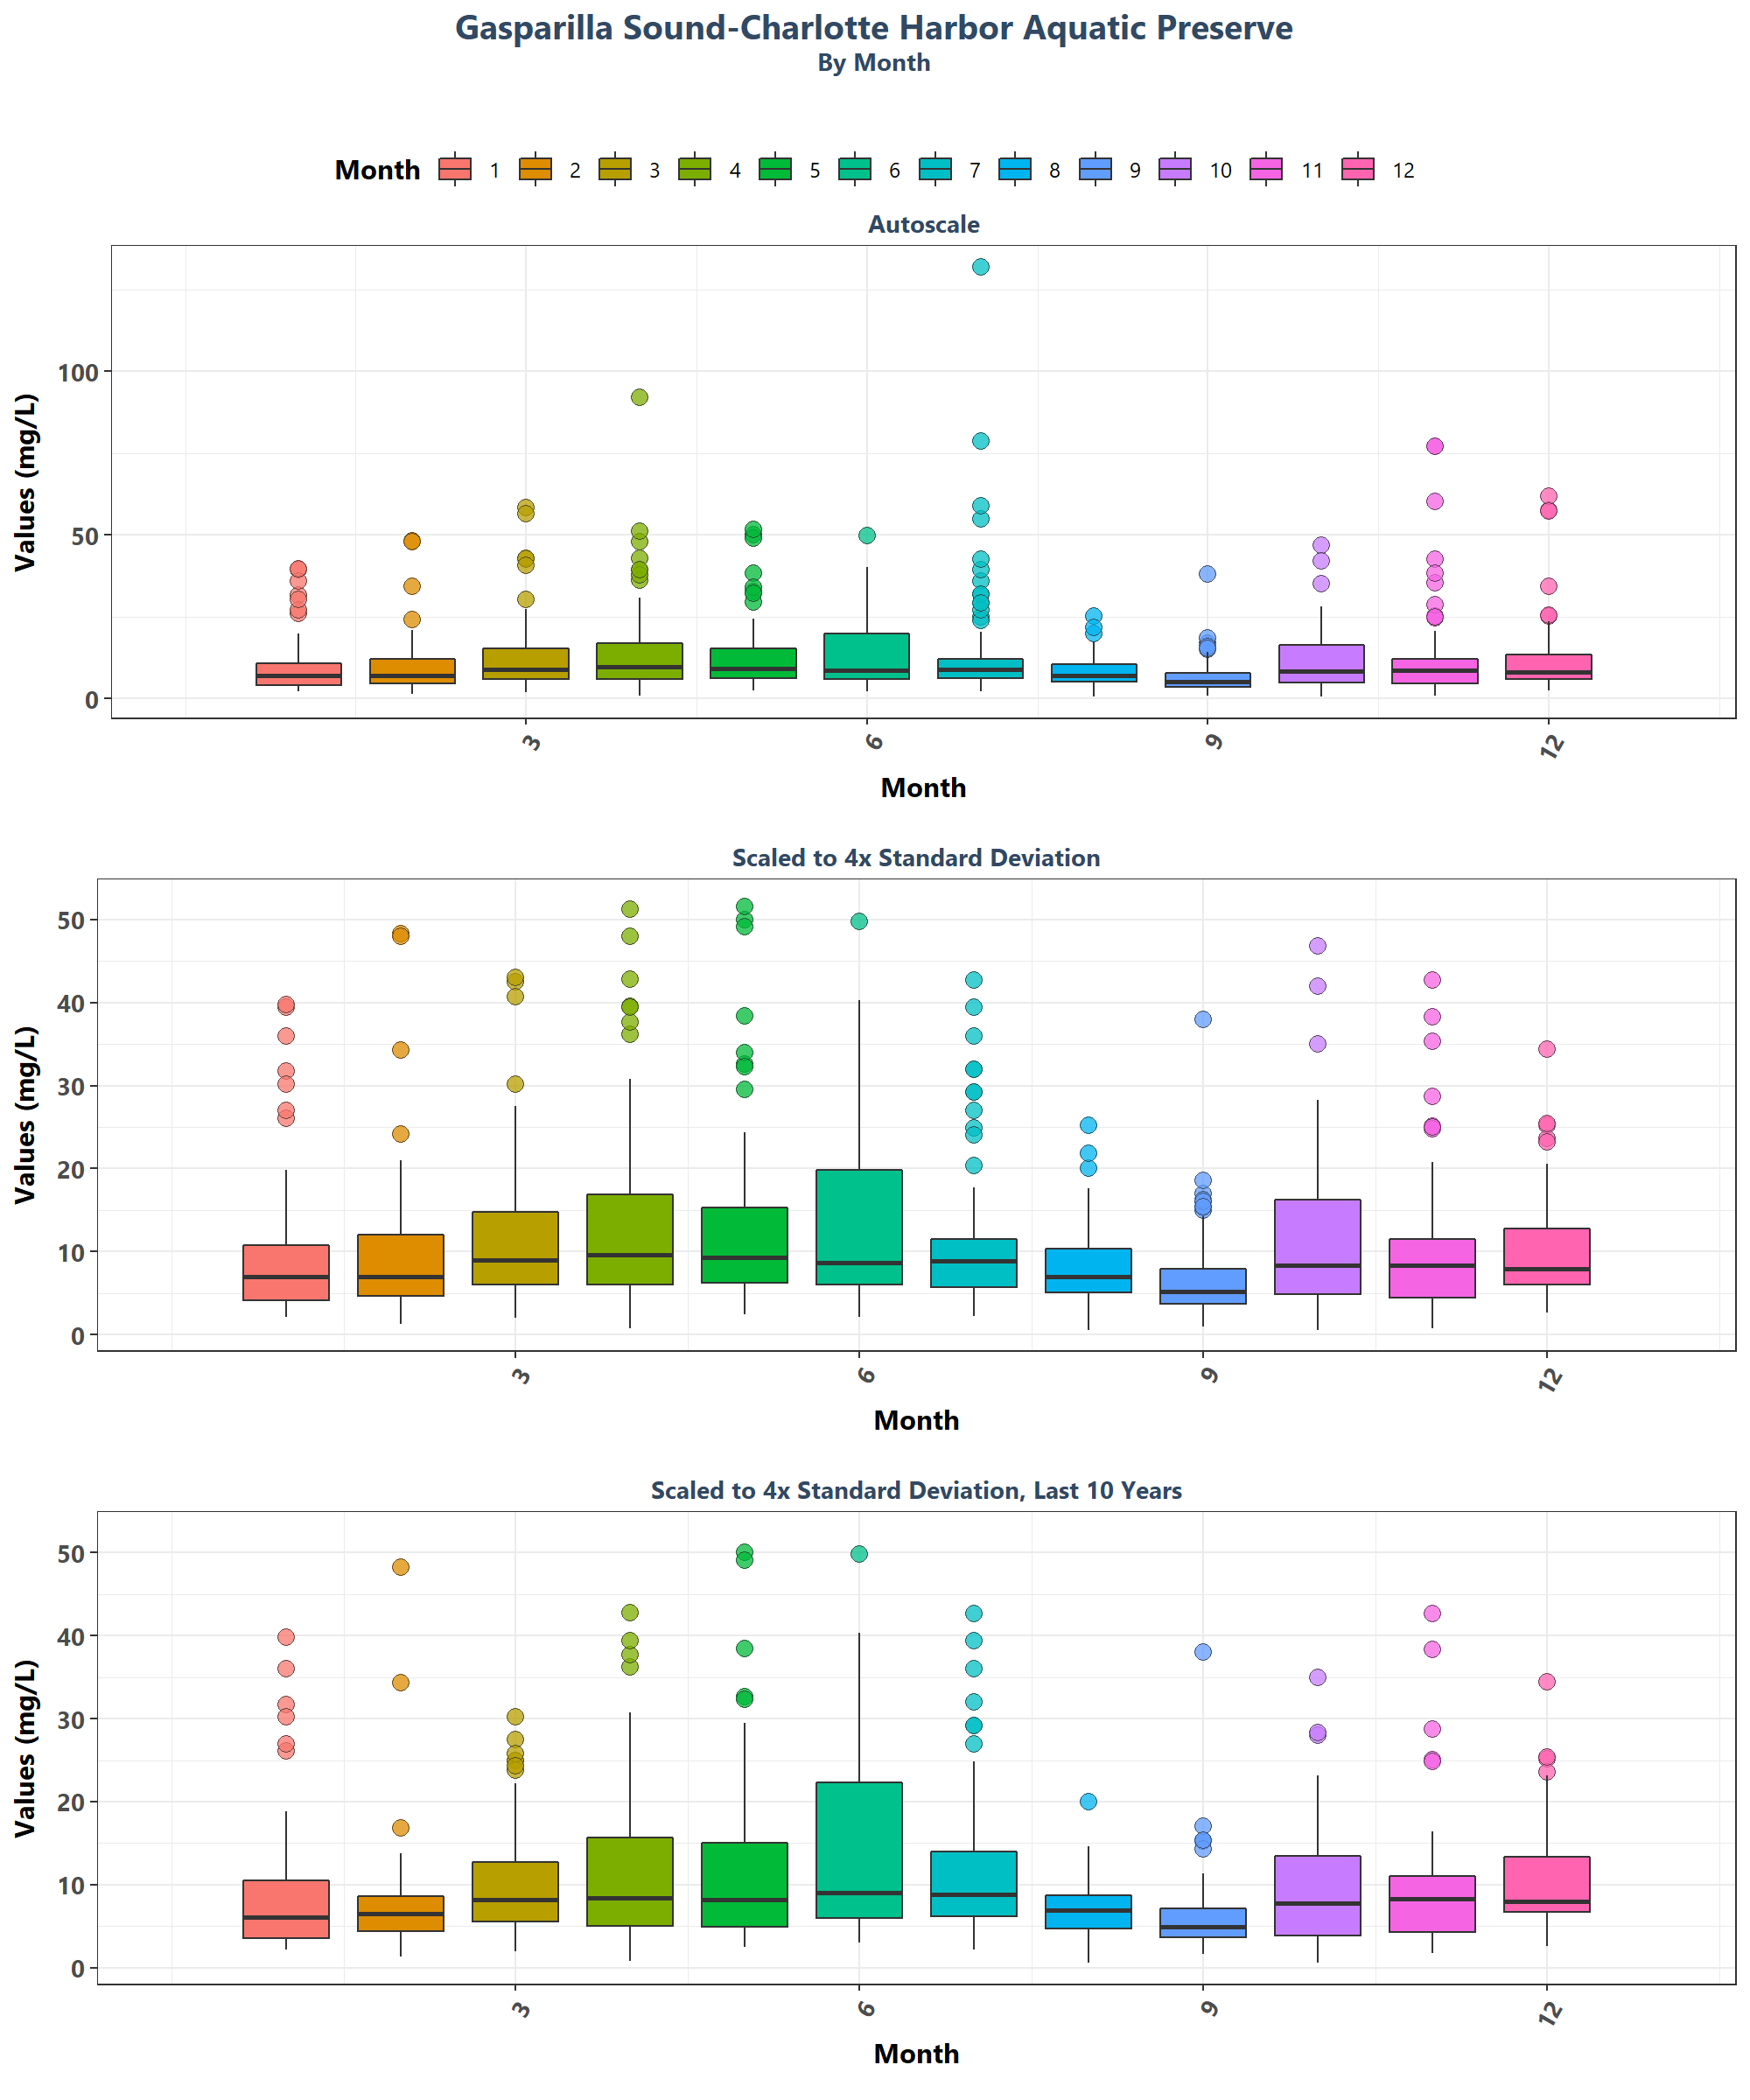 Gasparilla Sound-Charlotte Harbor Aquatic Preserve
By Month
Month 1 2 3 4 5 6 7 8 9 10 11 12
Autoscale
Values (mg/L)
100
50
0
3 6 9 12
Month
Scaled to 4x Standard Deviation
Values (mg/L)
50
40
30
20
10
0
3 6 9 12
Month
Scaled to 4x Standard Deviation, Last 10 Years
Values (mg/L)
50
40
30
20
10
0
3 6 9 12
Month